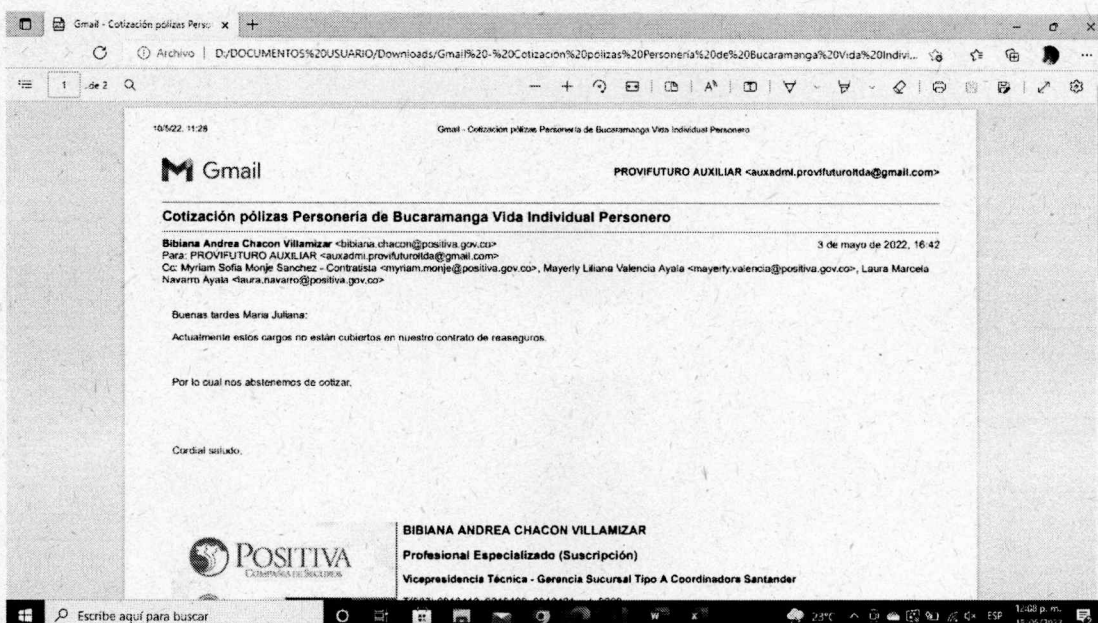 Gmail - Cotización pólizas Perso
Archivo | D:/DOCUMENTOS%20USUARIO/Downloads/Gmail%20-%20Cotización%20pólizas%20Personería%20de%20Bucaramanga%20Vida%20Indivi...
1 de 2
10/5/22, 11:28
Gmail - Cotización pólizas Personería de Bucaramanga Vida Individual Personero
Gmail
PROVIFUTURO AUXILIAR <auxadmi.provifuturoltda@gmail.com>
Cotización pólizas Personería de Bucaramanga Vida Individual Personero
Bibiana Andrea Chacon Villamizar <bibiana.chacon@positiva.gov.co>
3 de mayo de 2022, 16:42
Para: PROVIFUTURO AUXILIAR <auxadmi.provifuturoltda@gmail.com>
Cc: Myriam Sofia Monje Sanchez - Contratista <myriam.monje@positiva.gov.co>, Mayerly Liliana Valencia Ayala <mayerly.valencia@positiva.gov.co>, Laura Marcela
Navarro Ayala <laura.navarro@positiva.gov.co>
Buenas tardes Maria Juliana:
Actualmente estos cargos no están cubiertos en nuestro contrato de reaseguros.
Por lo cual nos abstenemos de cotizar.
Cordial saludo,
POSITIVA
COMPAÑIA DE SEGUROS
BIBIANA ANDREA CHACON VILLAMIZAR
Profesional Especializado (Suscripción)
Vicepresidencia Técnica - Gerencia Sucursal Tipo A Coordinadora Santander
Escribe aquí para buscar
23°C
ESP
12:08 p. m.